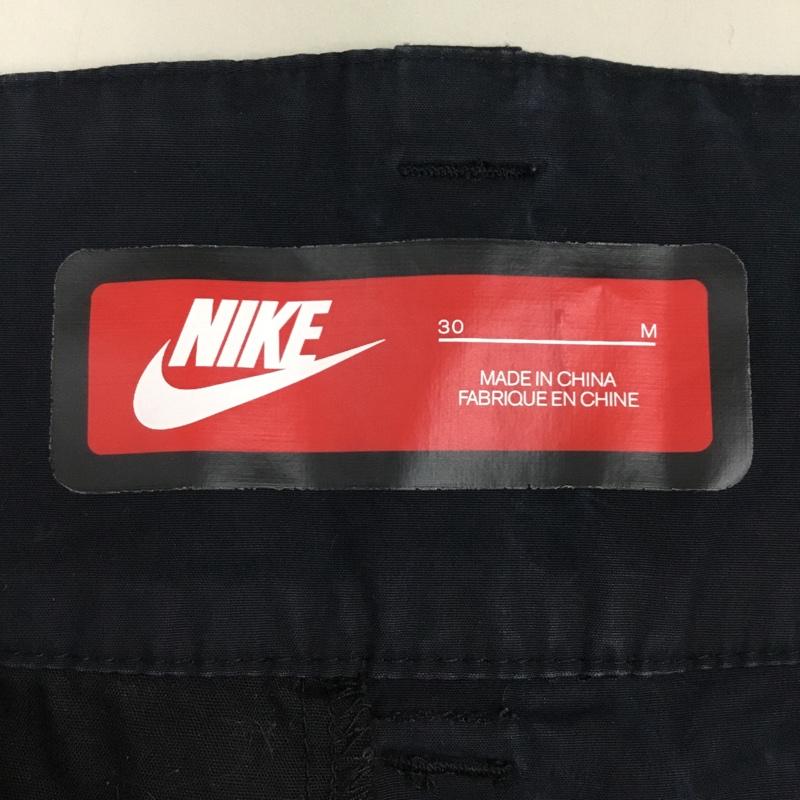 NIKE
30 M
MADE IN CHINA
FABRIQUE EN CHINE